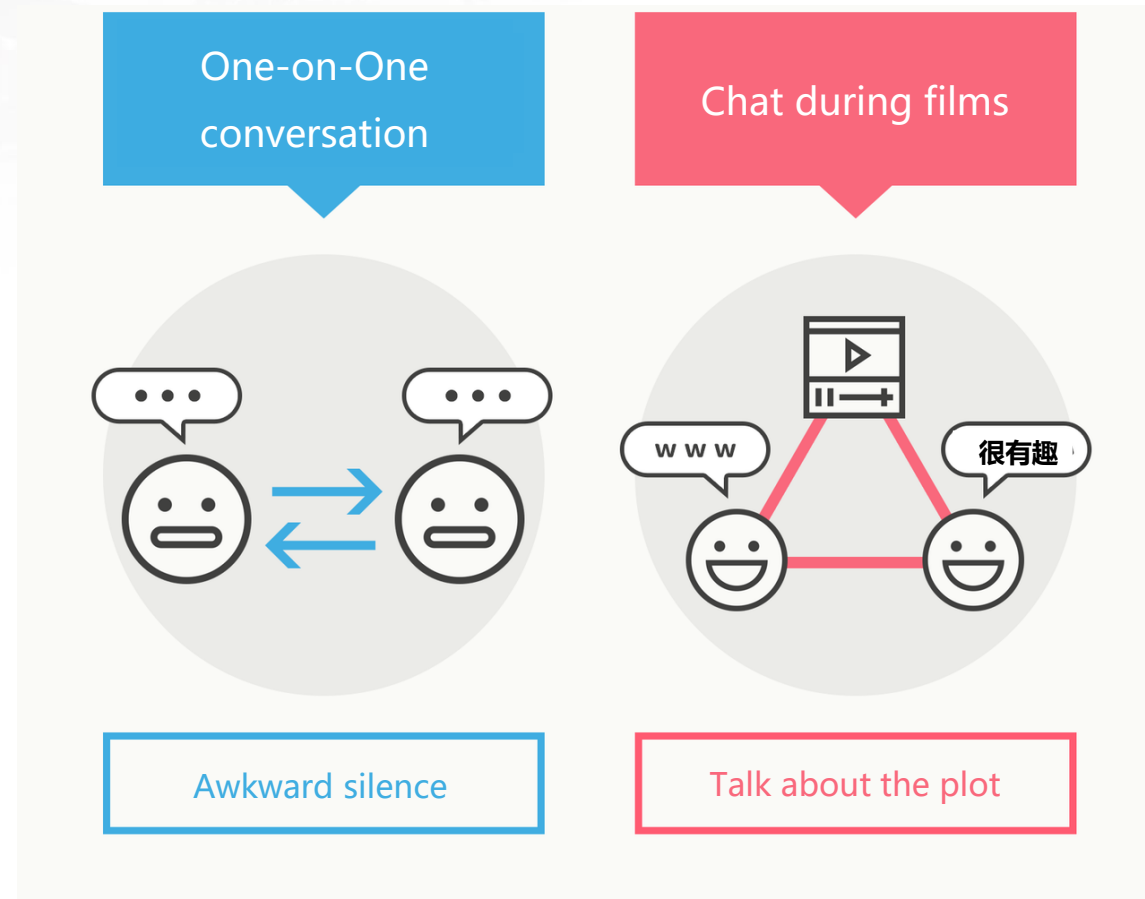 One-on-One
conversation
Chat during films
• • •
• • •
w w w
很有趣
Awkward silence
Talk about the plot